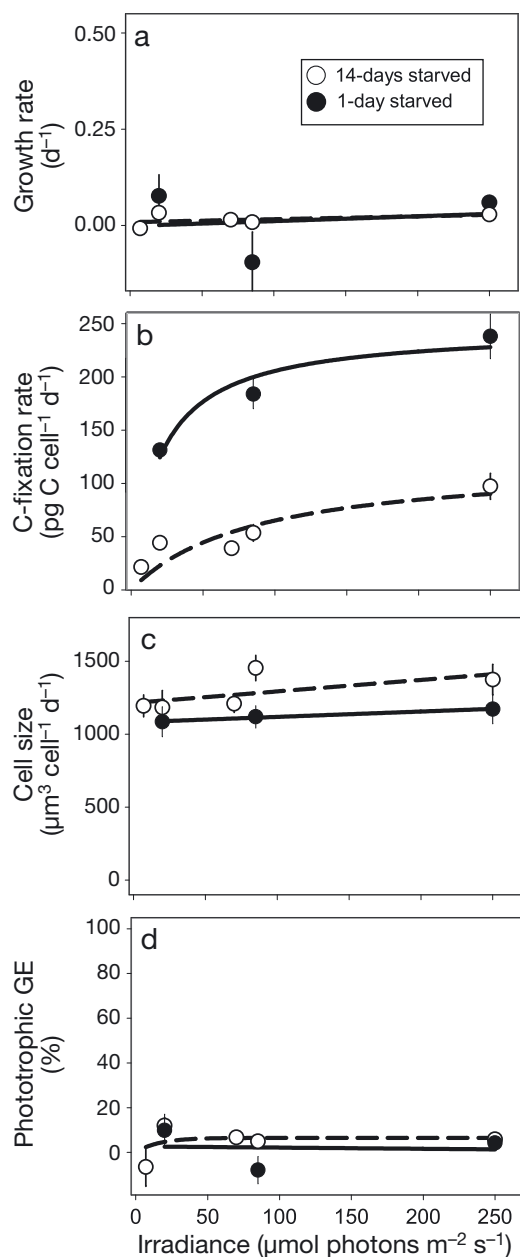 a
0.50
0.25
0.00
Growth rate
(d⁻¹)
14-days starved
1-day starved
b
250
200
150
100
50
0
C-fixation rate
(pg C cell⁻¹ d⁻¹)
c
1500
1000
500
0
Cell size
(µm³ cell⁻¹ d⁻¹)
d
100
80
60
40
20
0
Phototrophic GE
(%)
0 50 100 150 200 250
Irradiance (µmol photons m⁻² s⁻¹)